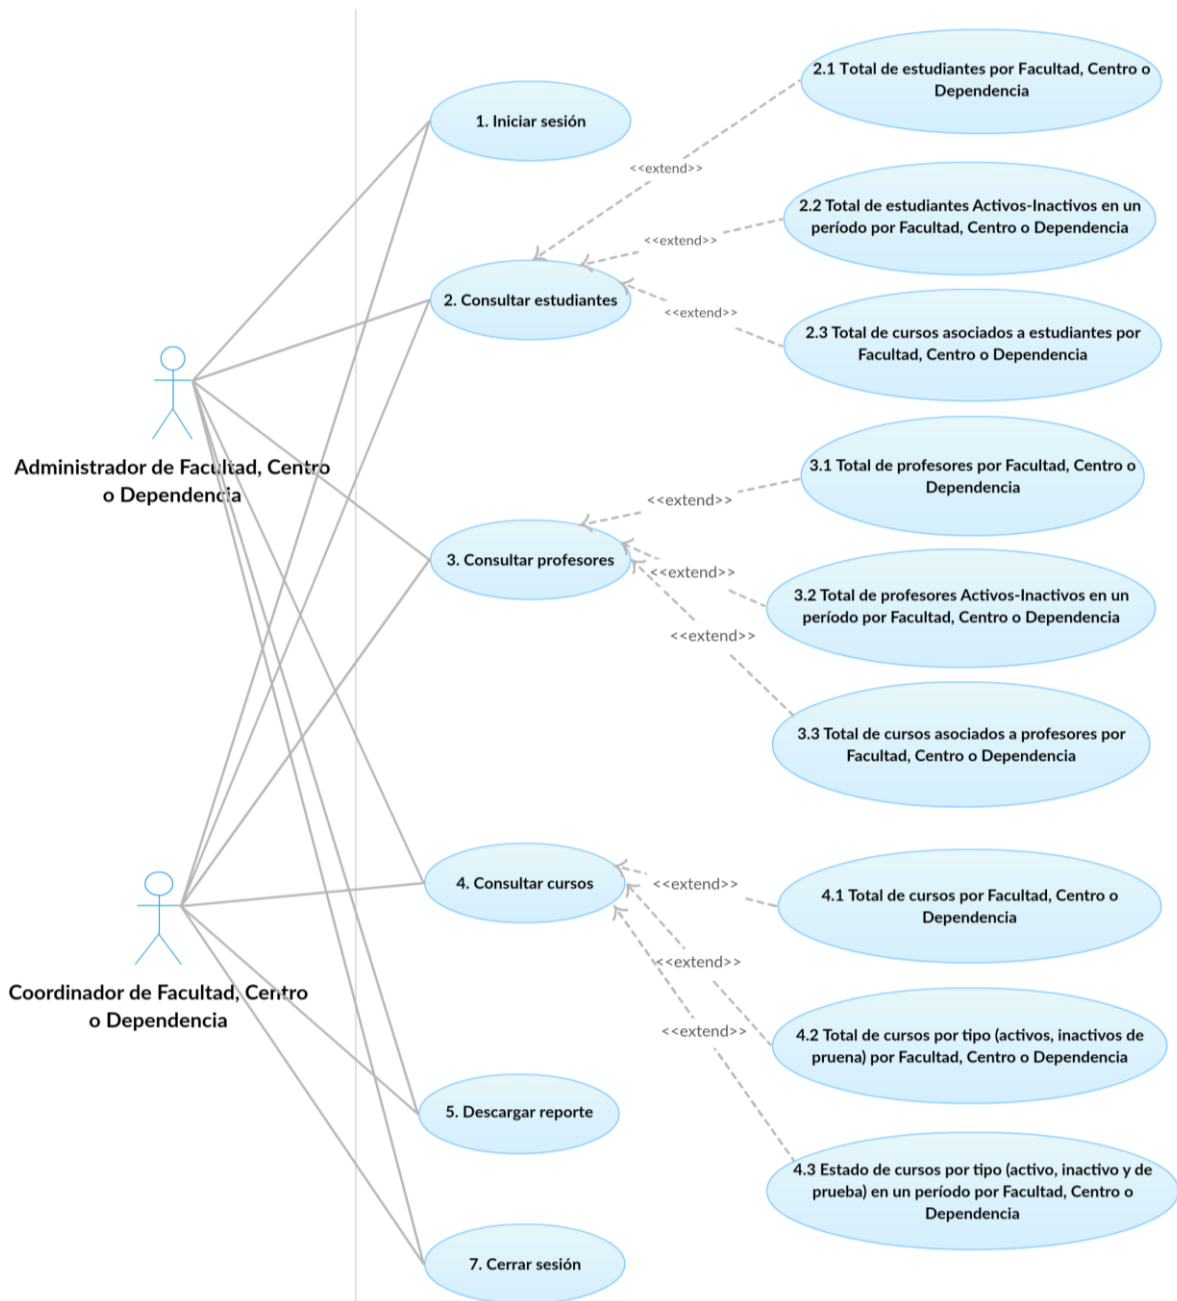 2.1 Total de estudiantes por Facultad, Centro o
Dependencia
1. Iniciar sesión
<<extend>>
2.2 Total de estudiantes Activos-Inactivos en un
período por Facultad, Centro o Dependencia
<<extend>>
2. Consultar estudiantes
<<extend>>
2.3 Total de cursos asociados a estudiantes por
Facultad, Centro o Dependencia
Administrador de Facultad, Centro
o Dependencia
3.1 Total de profesores por Facultad, Centro o
Dependencia
<<extend>>
3. Consultar profesores
<<extend>>
3.2 Total de profesores Activos-Inactivos en un
período por Facultad, Centro o Dependencia
<<extend>>
3.3 Total de cursos asociados a profesores por
Facultad, Centro o Dependencia
4. Consultar cursos
<<extend>>
4.1 Total de cursos por Facultad, Centro o
Dependencia
<<extend>>
Coordinador de Facultad, Centro
o Dependencia
<<extend>>
4.2 Total de cursos por tipo (activos, inactivos de
pruena) por Facultad, Centro o Dependencia
5. Descargar reporte
4.3 Estado de cursos por tipo (activo, inactivo y de
prueba) en un período por Facultad, Centro o
Dependencia
7. Cerrar sesión